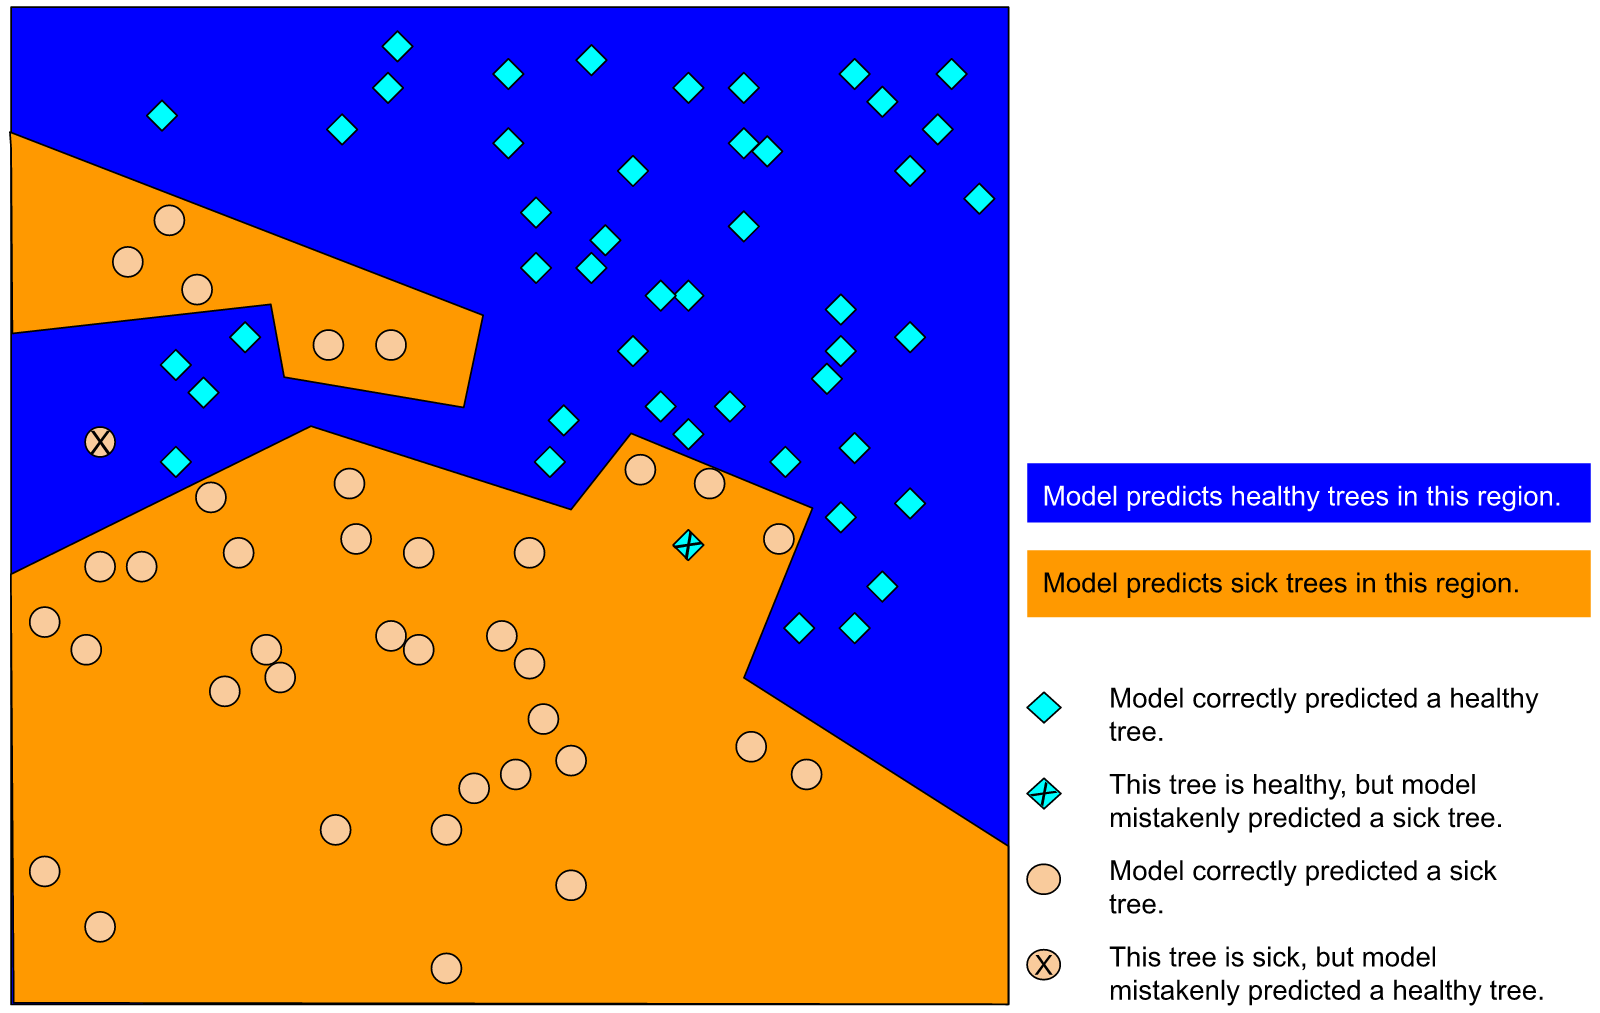 Model predicts healthy trees in this region.
Model predicts sick trees in this region.
Model correctly predicted a healthy
tree.
This tree is healthy, but model
mistakenly predicted a sick tree.
Model correctly predicted a sick
tree.
This tree is sick, but model
mistakenly predicted a healthy tree.